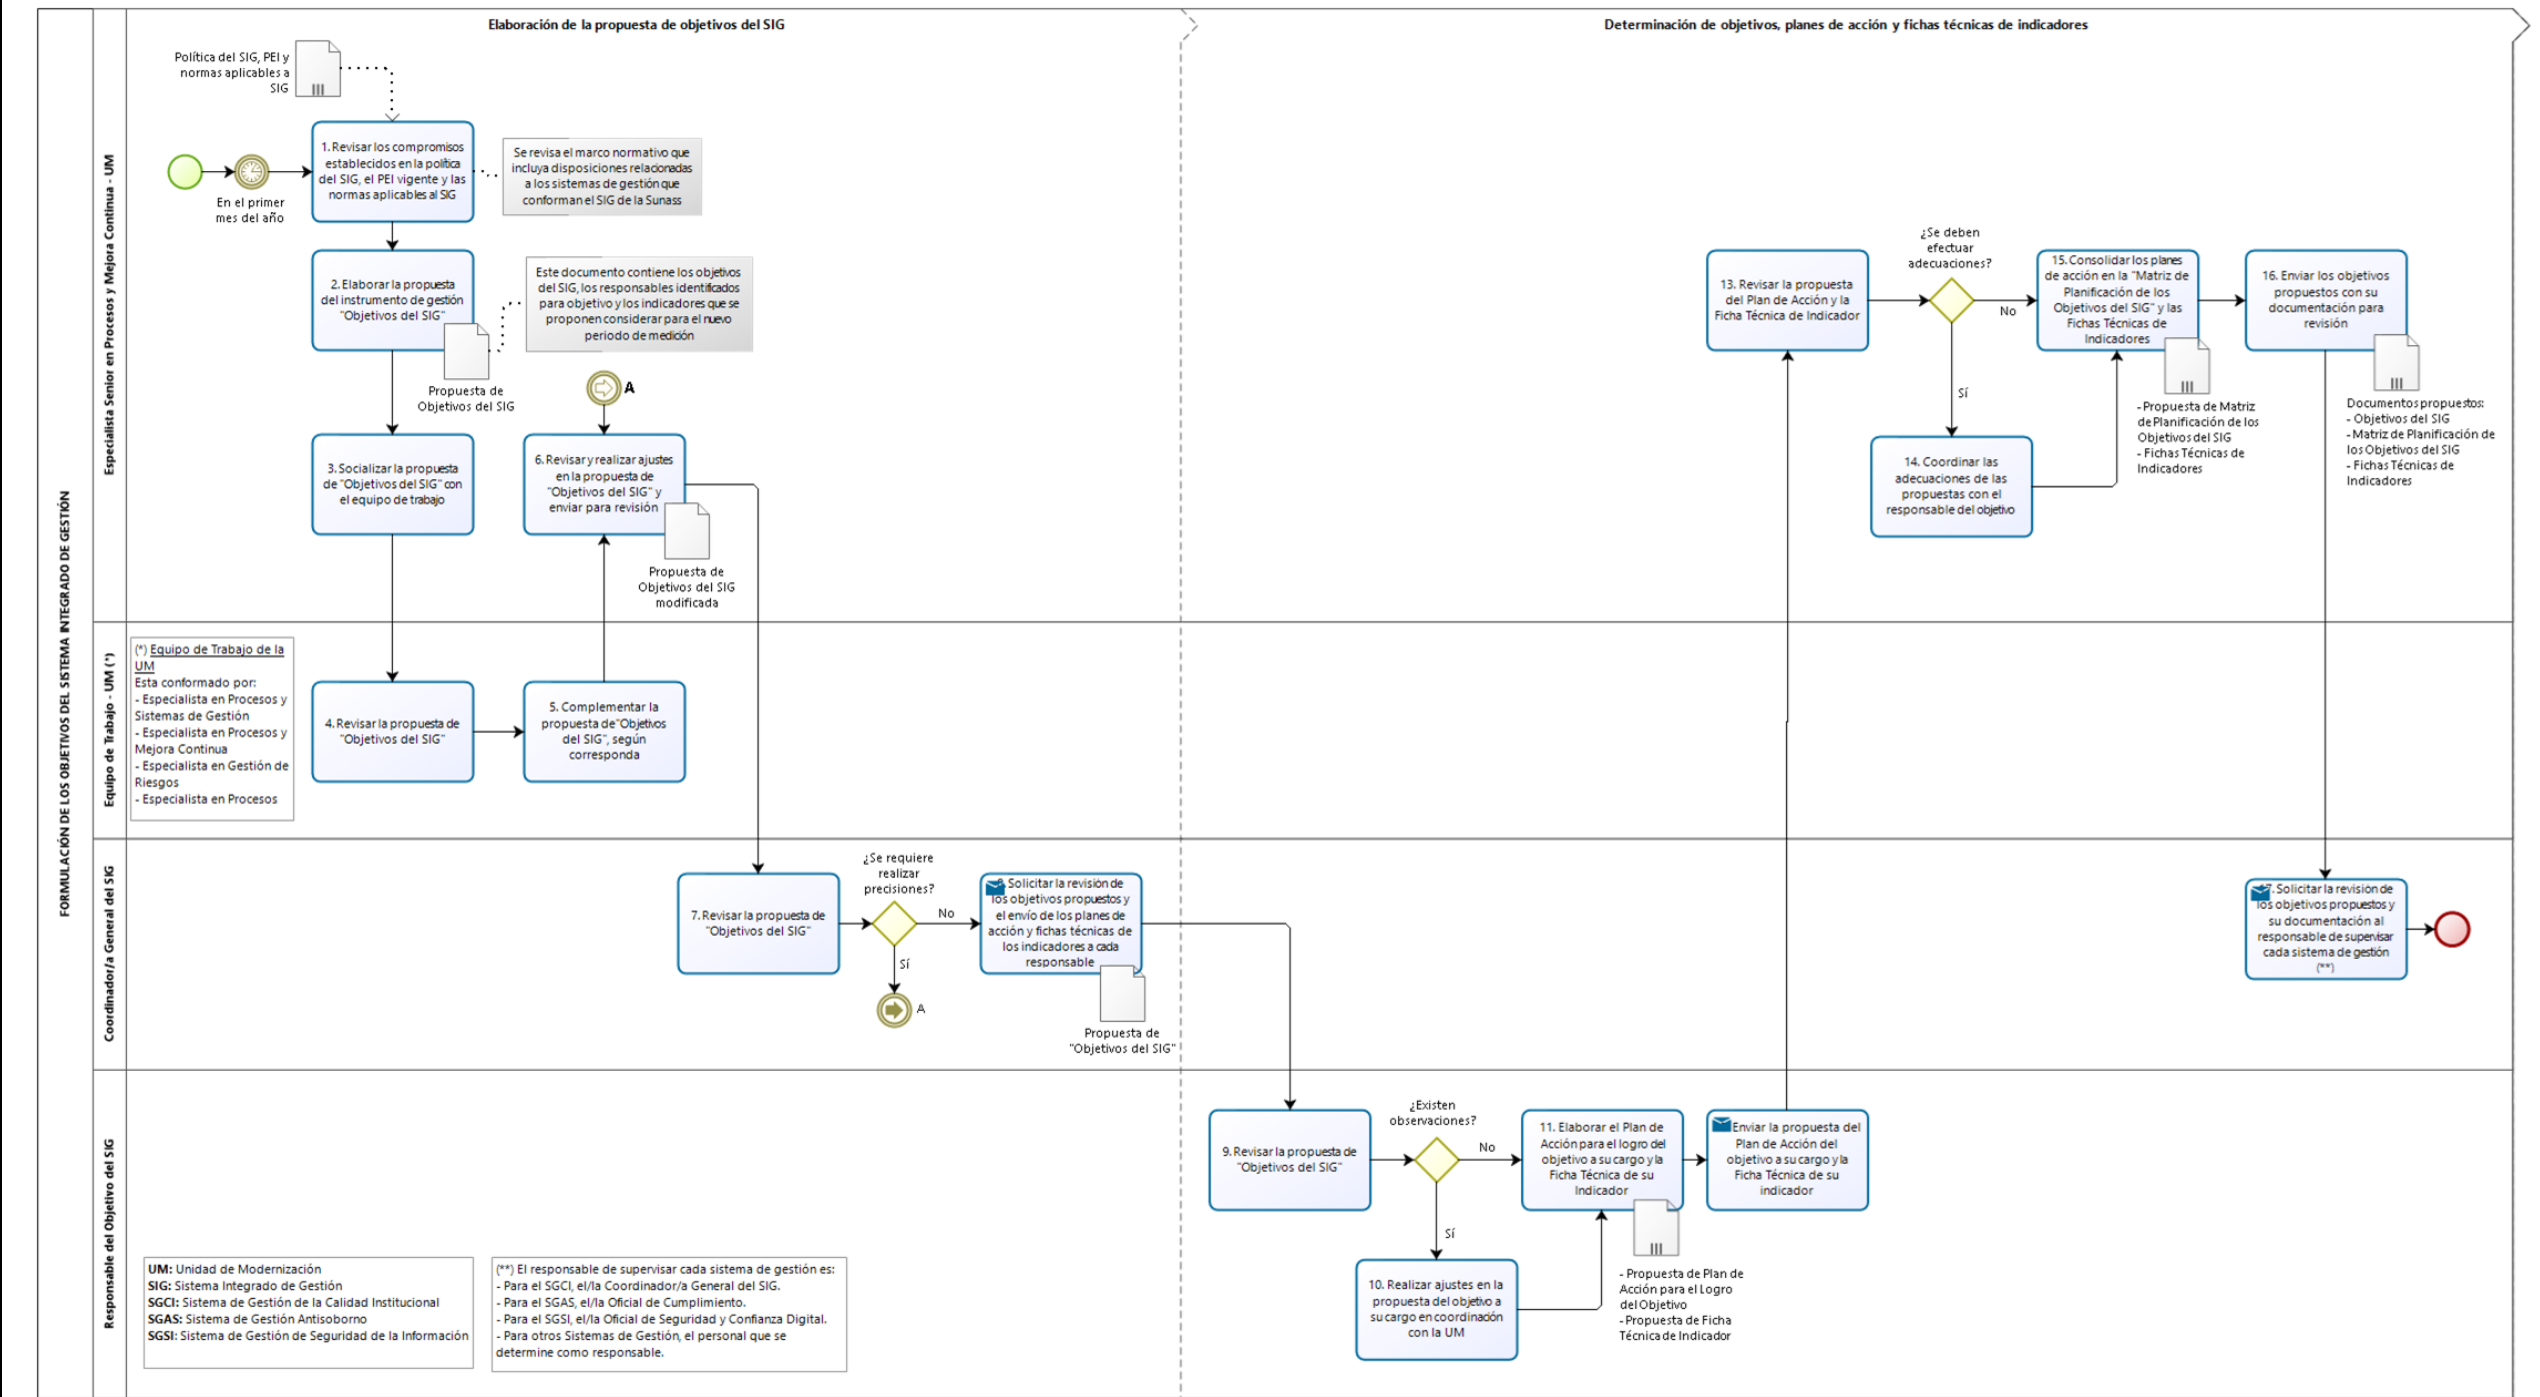 FORMULACIÓN DE LOS OBJETIVOS DEL SISTEMA INTEGRADO DE GESTIÓN
Elaboración de la propuesta de objetivos del SIG
Determinación de objetivos, planes de acción y fichas técnicas de indicadores
Especialista Senior en Procesos y Mejora Continua - UM
Política del SIG, PEI y
normas aplicables a
SIG
En el primer
mes del año
1. Revisar los compromisos
establecidos en la política
del SIG, el PEI vigente y las
normas aplicables al SIG
Se revisa el marco normativo que
incluya disposiciones relacionadas
a los sistemas de gestión que
conforman el SIG de la Sunass
2. Elaborar la propuesta
del instrumento de gestión
"Objetivos del SIG"
Este documento contiene los objetivos
del SIG, los responsables identificados
para objetivo y los indicadores que se
proponen considerar para el nuevo
periodo de medición
Propuesta de
Objetivos del SIG
A
3. Socializar la propuesta
de "Objetivos del SIG" con
el equipo de trabajo
6. Revisar y realizar ajustes
en la propuesta de
"Objetivos del SIG" y
enviar para revisión
Propuesta de
Objetivos del SIG
modificada
13. Revisar la propuesta
del Plan de Acción y la
Ficha Técnica de Indicador
¿Se deben
efectuar
adecuaciones?
No
Sí
14. Coordinar las
adecuaciones de las
propuestas con el
responsable del objetivo
15. Consolidar los planes
de acción en la "Matriz de
Planificación de los
Objetivos del SIG" y las
Fichas Técnicas de
Indicadores
- Propuesta de Matriz
de Planificación de los
Objetivos del SIG
- Fichas Técnicas de
Indicadores
16. Enviar los objetivos
propuestos con su
documentación para
revisión
Documentos propuestos:
- Objetivos del SIG
- Matriz de Planificación de
los Objetivos del SIG
- Fichas Técnicas de
Indicadores
Equipo de Trabajo - UM (*)
(*) Equipo de Trabajo de la
UM
Esta conformado por:
- Especialista en Procesos y
Sistemas de Gestión
- Especialista en Procesos y
Mejora Continua
- Especialista en Gestión de
Riesgos
- Especialista en Procesos
4. Revisar la propuesta de
"Objetivos del SIG"
5. Complementar la
propuesta de "Objetivos
del SIG", según
corresponda
Coordinador/a General del SIG
7. Revisar la propuesta de
"Objetivos del SIG"
¿Se requiere
realizar
precisiones?
No
Sí
A
Solicitar la revisión de
los objetivos propuestos y
el envío de los planes de
acción y fichas técnicas de
los indicadores a cada
responsable
Propuesta de
"Objetivos del SIG"
7. Solicitar la revisión de
los objetivos propuestos y
su documentación al
responsable de supervisar
cada sistema de gestión
(**)
Responsable del Objetivo del SIG
9. Revisar la propuesta de
"Objetivos del SIG"
¿Existen
observaciones?
No
Sí
10. Realizar ajustes en la
propuesta del objetivo a
su cargo en coordinación
con la UM
11. Elaborar el Plan de
Acción para el logro del
objetivo a su cargo y la
Ficha Técnica de su
Indicador
- Propuesta de Plan de
Acción para el Logro
del Objetivo
- Propuesta de Ficha
Técnica de Indicador
Enviar la propuesta del
Plan de Acción del
objetivo a su cargo y la
Ficha Técnica de su
indicador
UM: Unidad de Modernización
SIG: Sistema Integrado de Gestión
SGCI: Sistema de Gestión de la Calidad Institucional
SGAS: Sistema de Gestión Antisoborno
SGSI: Sistema de Gestión de Seguridad de la Información
(**) El responsable de supervisar cada sistema de gestión es:
- Para el SGCI, el/la Coordinador/a General del SIG.
- Para el SGAS, el/la Oficial de Cumplimiento.
- Para el SGSI, el/la Oficial de Seguridad y Confianza Digital.
- Para otros Sistemas de Gestión, el personal que se
determine como responsable.